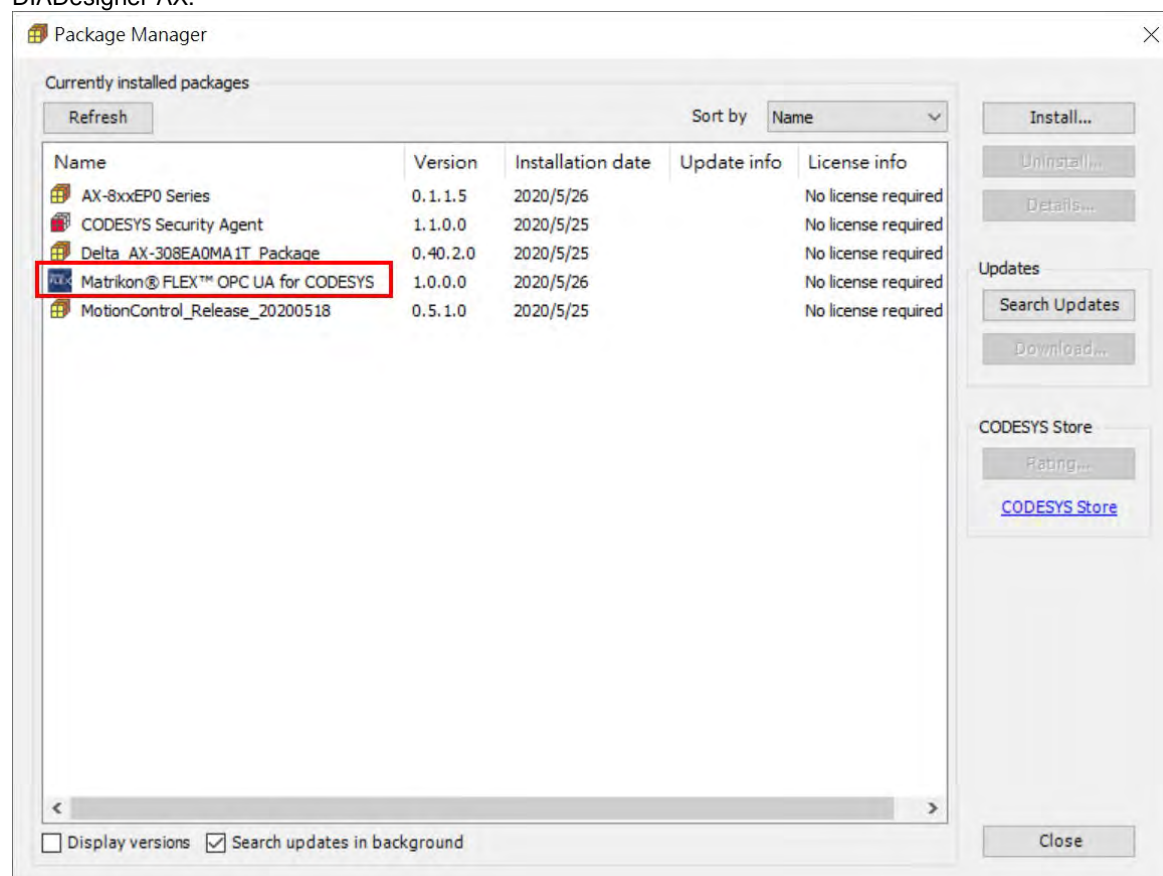 DIADesigner-AX.
Package Manager
Currently installed packages
Refresh
Sort by Name
Name Version Installation date Update info License info
AX-8xxEP0 Series 0.1.1.5 2020/5/26 No license required
CODESYS Security Agent 1.1.0.0 2020/5/25 No license required
Delta_AX-308EA0MA1T_Package 0.40.2.0 2020/5/25 No license required
FLEX Matrikon® FLEX™ OPC UA for CODESYS 1.0.0.0 2020/5/26 No license required
MotionControl_Release_20200518 0.5.1.0 2020/5/25 No license required
Display versions Search updates in background
Install...
Uninstall...
Details...
Updates
Search Updates
Download...
CODESYS Store
Rating...
CODESYS Store
Close